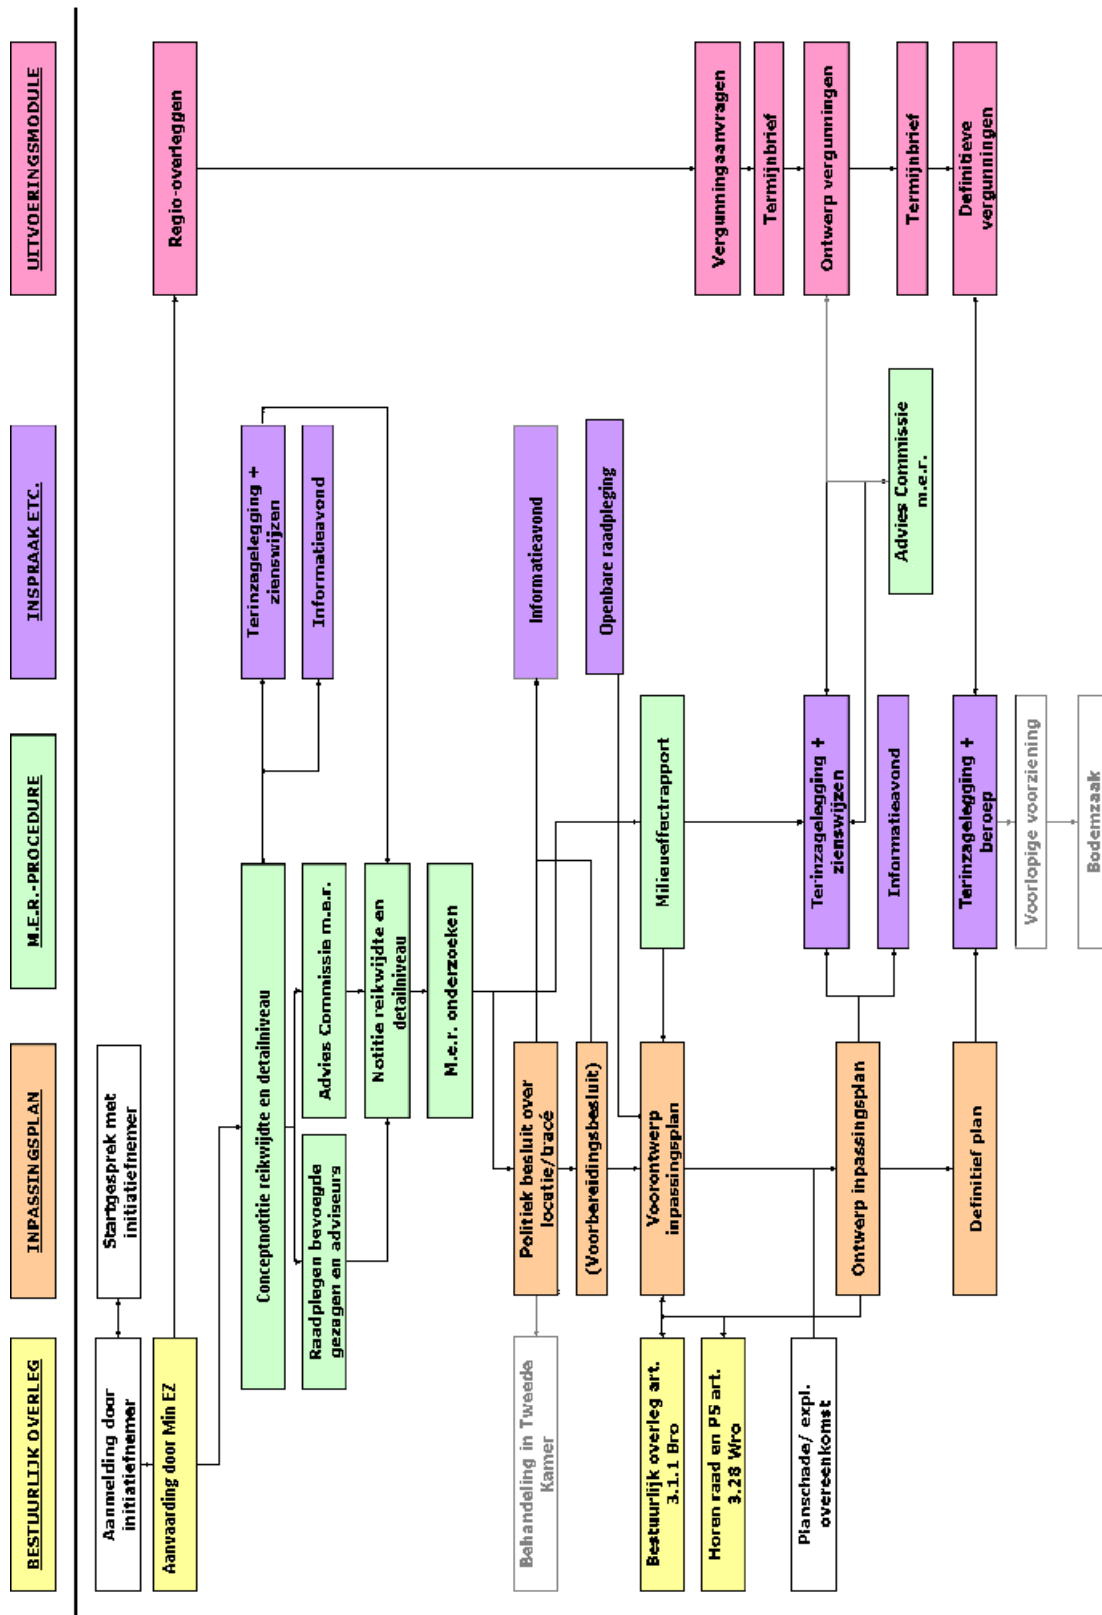 BESTUURLIJK OVERLEG
INPASSINGSPLAN
M.E.R.-PROCEDURE
INSPRAAK ETC.
UITVOERINGSMODULE
Aanmelding door
initiatiefnemer
Startgesprek met
initiatiefnemer
Aanvaarding door Min EZ
Regio-overleggen
Conceptnotitie reikwijdte en detailniveau
Terinzagelegging +
zienswijzen
Raadplegen bevoegde
gezagen en adviseurs
Advies Commissie m.e.r.
Informatieavond
Notitie reikwijdte en
detailniveau
M.e.r. onderzoeken
Behandeling in Tweede
Kamer
Politiek besluit over
locatie/tracé
Informatieavond
(Voorbereidingsbesluit)
Openbare raadpleging
Bestuurlijk overleg art.
3.1.1 Bro
Voorontwerp
inpassingsplan
Milieueffectrapport
Vergunningaanvragen
Horen raad en PS art.
3.28 Wro
Termijnbrief
Planschade/ expl.
overeenkomst
Ontwerp inpassingsplan
Terinzagelegging +
zienswijzen
Ontwerp vergunningen
Informatieavond
Advies Commissie
m.e.r.
Termijnbrief
Definitief plan
Terinzagelegging +
beroep
Definitieve
vergunningen
Voorlopige voorziening
Bodemzaak